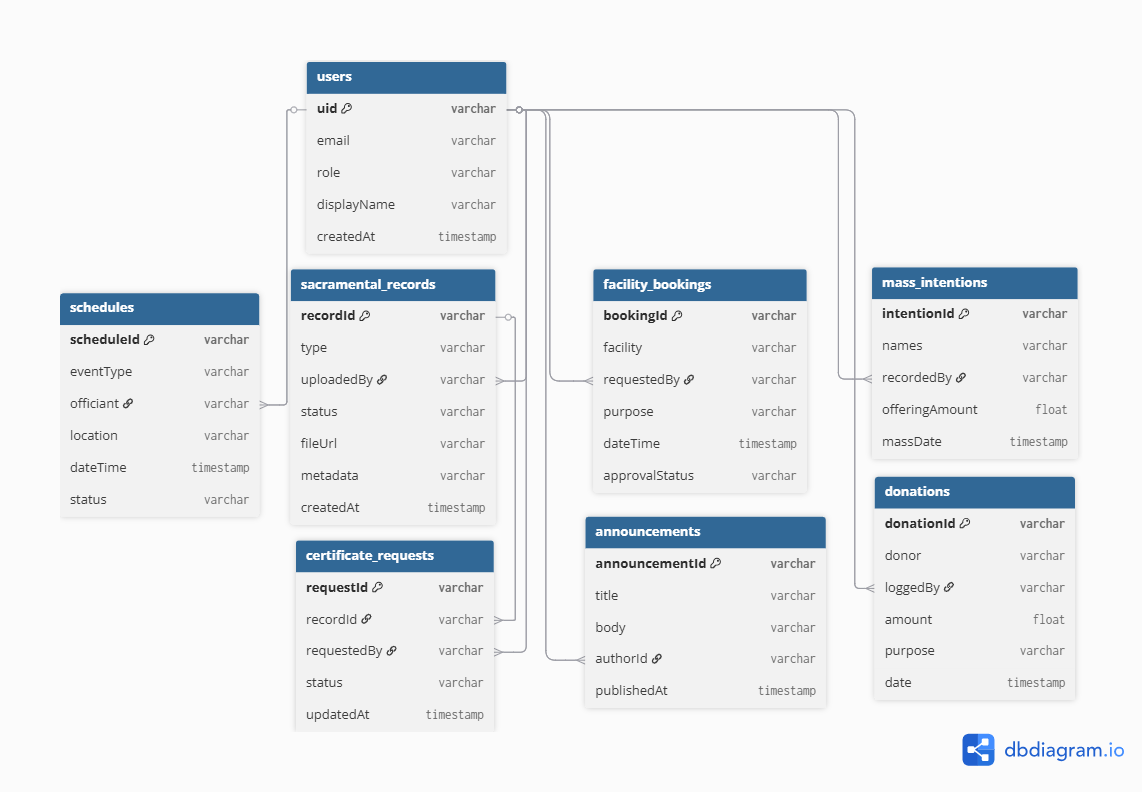 users
uid varchar
email varchar
role varchar
displayName varchar
createdAt timestamp
schedules
scheduleId varchar
eventType varchar
officiant varchar
location varchar
dateTime timestamp
status varchar
sacramental_records
recordId varchar
type varchar
uploadedBy varchar
status varchar
fileUrl varchar
metadata varchar
createdAt timestamp
certificate_requests
requestId varchar
recordId varchar
requestedBy varchar
status varchar
updatedAt timestamp
facility_bookings
bookingId varchar
facility varchar
requestedBy varchar
purpose varchar
dateTime timestamp
approvalStatus varchar
announcements
announcementId varchar
title varchar
body varchar
authorId varchar
publishedAt timestamp
mass_intentions
intentionId varchar
names varchar
recordedBy varchar
offeringAmount float
massDate timestamp
donations
donationId varchar
donor varchar
loggedBy varchar
amount float
purpose varchar
date timestamp
dbdiagram.io